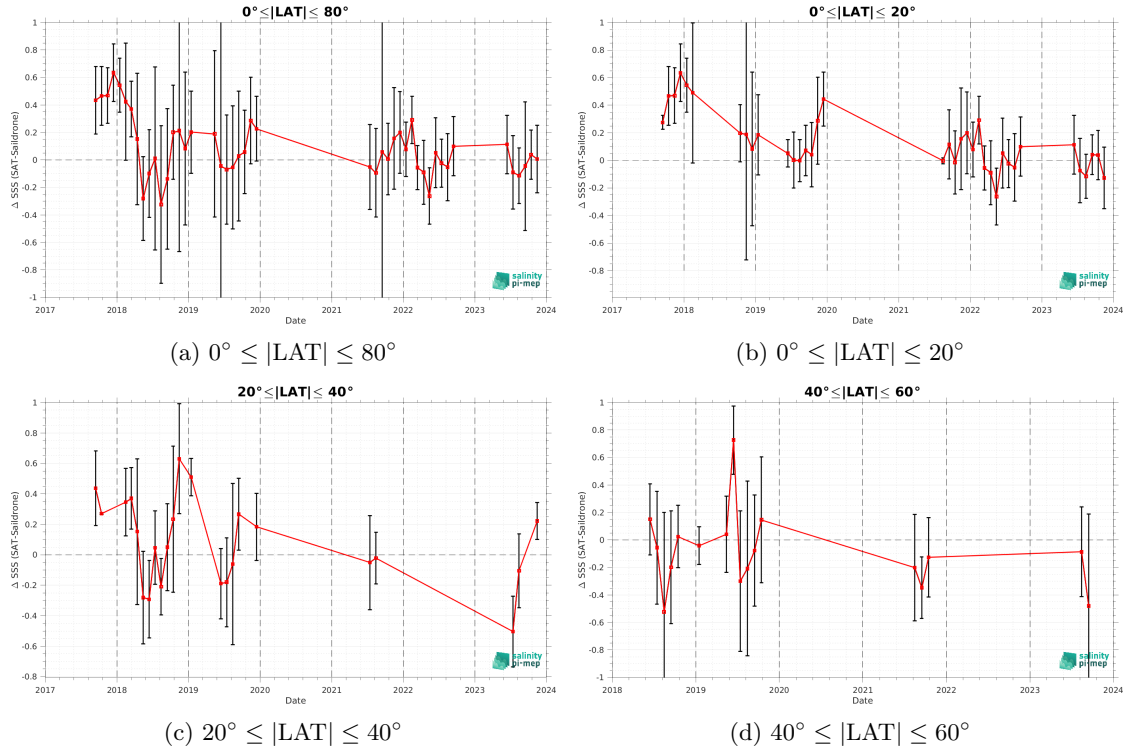 0°≤|LAT|≤ 80°
Δ SSS (SAT-Saildrone)
1
0.8
0.6
0.4
0.2
0
-0.2
-0.4
-0.6
-0.8
-1
2017 2018 2019 2020 2021 2022 2023 2024
Date
salinity
pi-mep
(a) 0° ≤ |LAT| ≤ 80°
0°≤|LAT|≤ 20°
Δ SSS (SAT-Saildrone)
1
0.8
0.6
0.4
0.2
0
-0.2
-0.4
-0.6
-0.8
2017 2018 2019 2020 2021 2022 2023 2024
Date
salinity
pi-mep
(b) 0° ≤ |LAT| ≤ 20°
20°≤|LAT|≤ 40°
Δ SSS (SAT-Saildrone)
1
0.8
0.6
0.4
0.2
0
-0.2
-0.4
-0.6
-0.8
2017 2018 2019 2020 2021 2022 2023 2024
Date
salinity
pi-mep
(c) 20° ≤ |LAT| ≤ 40°
40°≤|LAT|≤ 60°
Δ SSS (SAT-Saildrone)
1
0.8
0.6
0.4
0.2
0
-0.2
-0.4
-0.6
-0.8
-1
2018 2019 2020 2021 2022 2023 2024
Date
salinity
pi-mep
(d) 40° ≤ |LAT| ≤ 60°